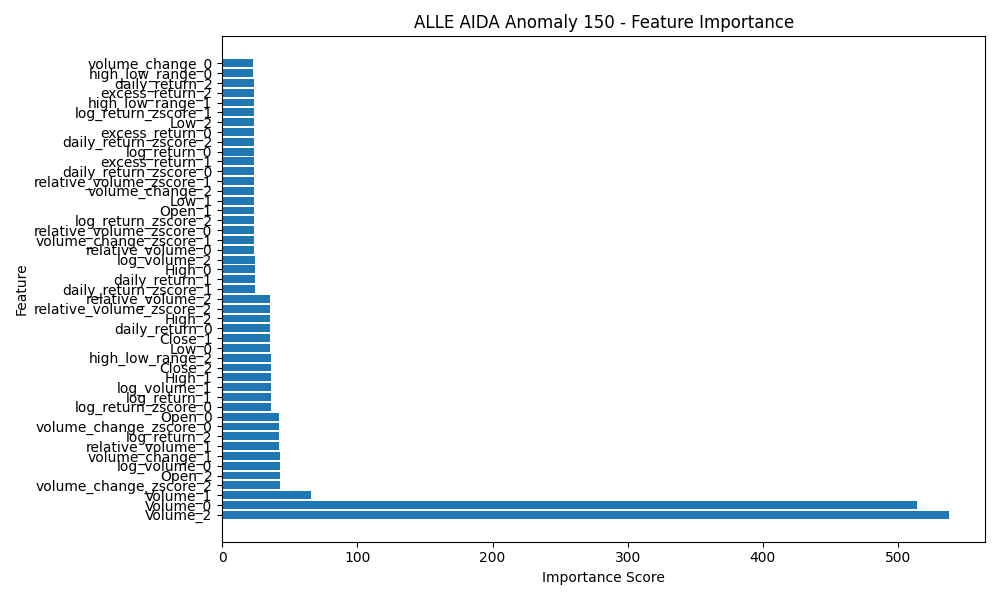 ALLE AIDA Anomaly 150 - Feature Importance
volume_change_0
high_low_range_0
daily_return_2
excess_return_2
high_low_range_1
log_return_zscore_1
Low_2
excess_return_0
daily_return_zscore_2
log_return_0
excess_return_1
daily_return_zscore_0
relative_volume_zscore_1
volume_change_2
Low_1
Open_1
log_return_zscore_2
relative_volume_zscore_0
volume_change_zscore_1
relative_volume_0
log_volume_2
High_0
daily_return_1
daily_return_zscore_1
relative_volume_2
relative_volume_zscore_2
High_2
daily_return_0
Close_1
Low_0
high_low_range_2
Close_2
High_1
log_volume_1
log_return_1
log_return_zscore_0
Open_0
volume_change_zscore_0
log_return_2
relative_volume_1
volume_change_1
log_volume_0
Open_2
volume_change_zscore_2
Volume_1
Volume_0
Volume_2
Feature
0 100 200 300 400 500
Importance Score